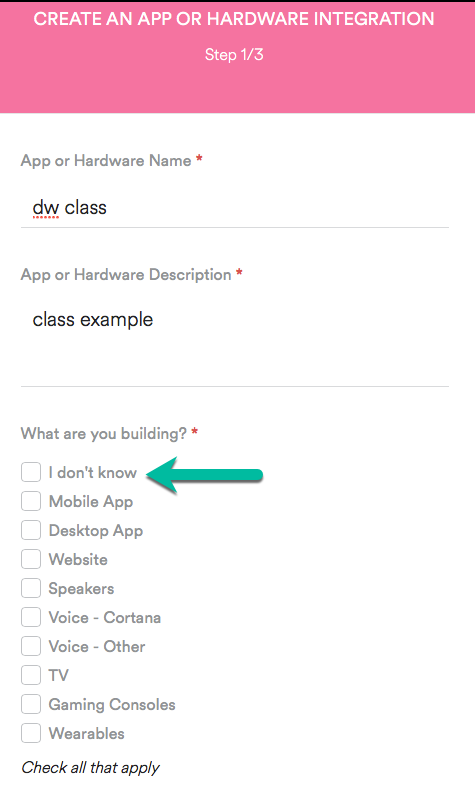 CREATE AN APP OR HARDWARE INTEGRATION
Step 1/3
App or Hardware Name *
dw class
App or Hardware Description *
class example
What are you building? *
I don't know
Mobile App
Desktop App
Website
Speakers
Voice - Cortana
Voice - Other
TV
Gaming Consoles
Wearables
Check all that apply